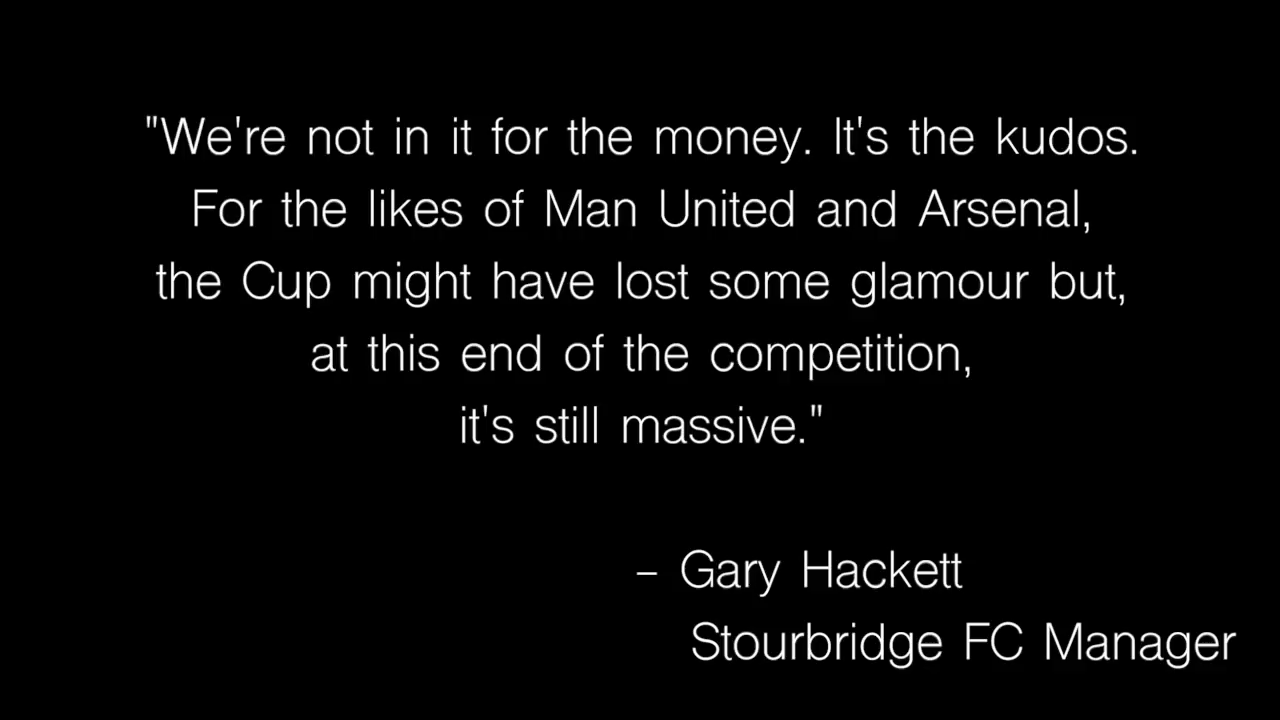 "We're not in it for the money. It's the kudos.
For the likes of Man United and Arsenal,
the Cup might have lost some glamour but,
at this end of the competition,
it's still massive."
– Gary Hackett
Stourbridge FC Manager